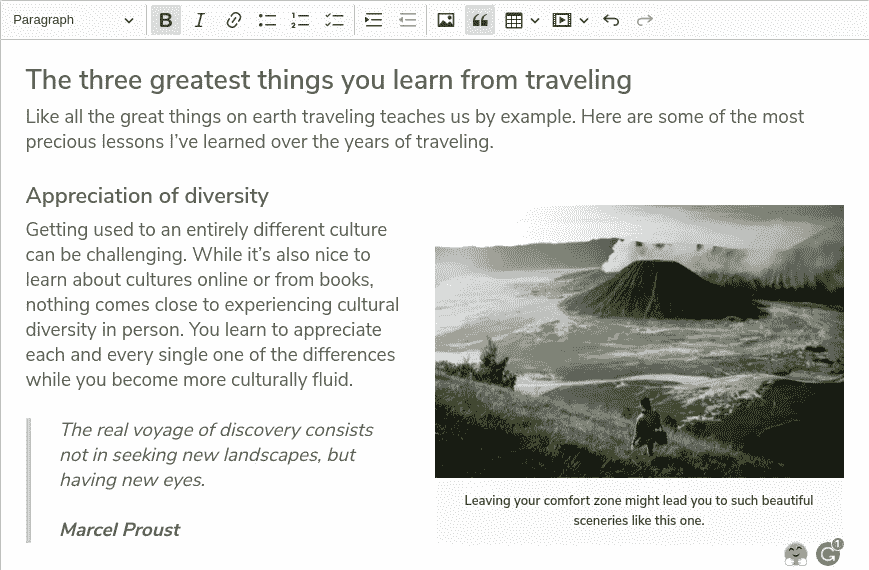 Paragraph
B I
The three greatest things you learn from traveling
Like all the great things on earth traveling teaches us by example. Here are some of the most
precious lessons I’ve learned over the years of traveling.
Appreciation of diversity
Getting used to an entirely different culture
can be challenging. While it’s also nice to
learn about cultures online or from books,
nothing comes close to experiencing cultural
diversity in person. You learn to appreciate
each and every single one of the differences
while you become more culturally fluid.
The real voyage of discovery consists
not in seeking new landscapes, but
having new eyes.
Marcel Proust
Leaving your comfort zone might lead you to such beautiful
sceneries like this one.
1